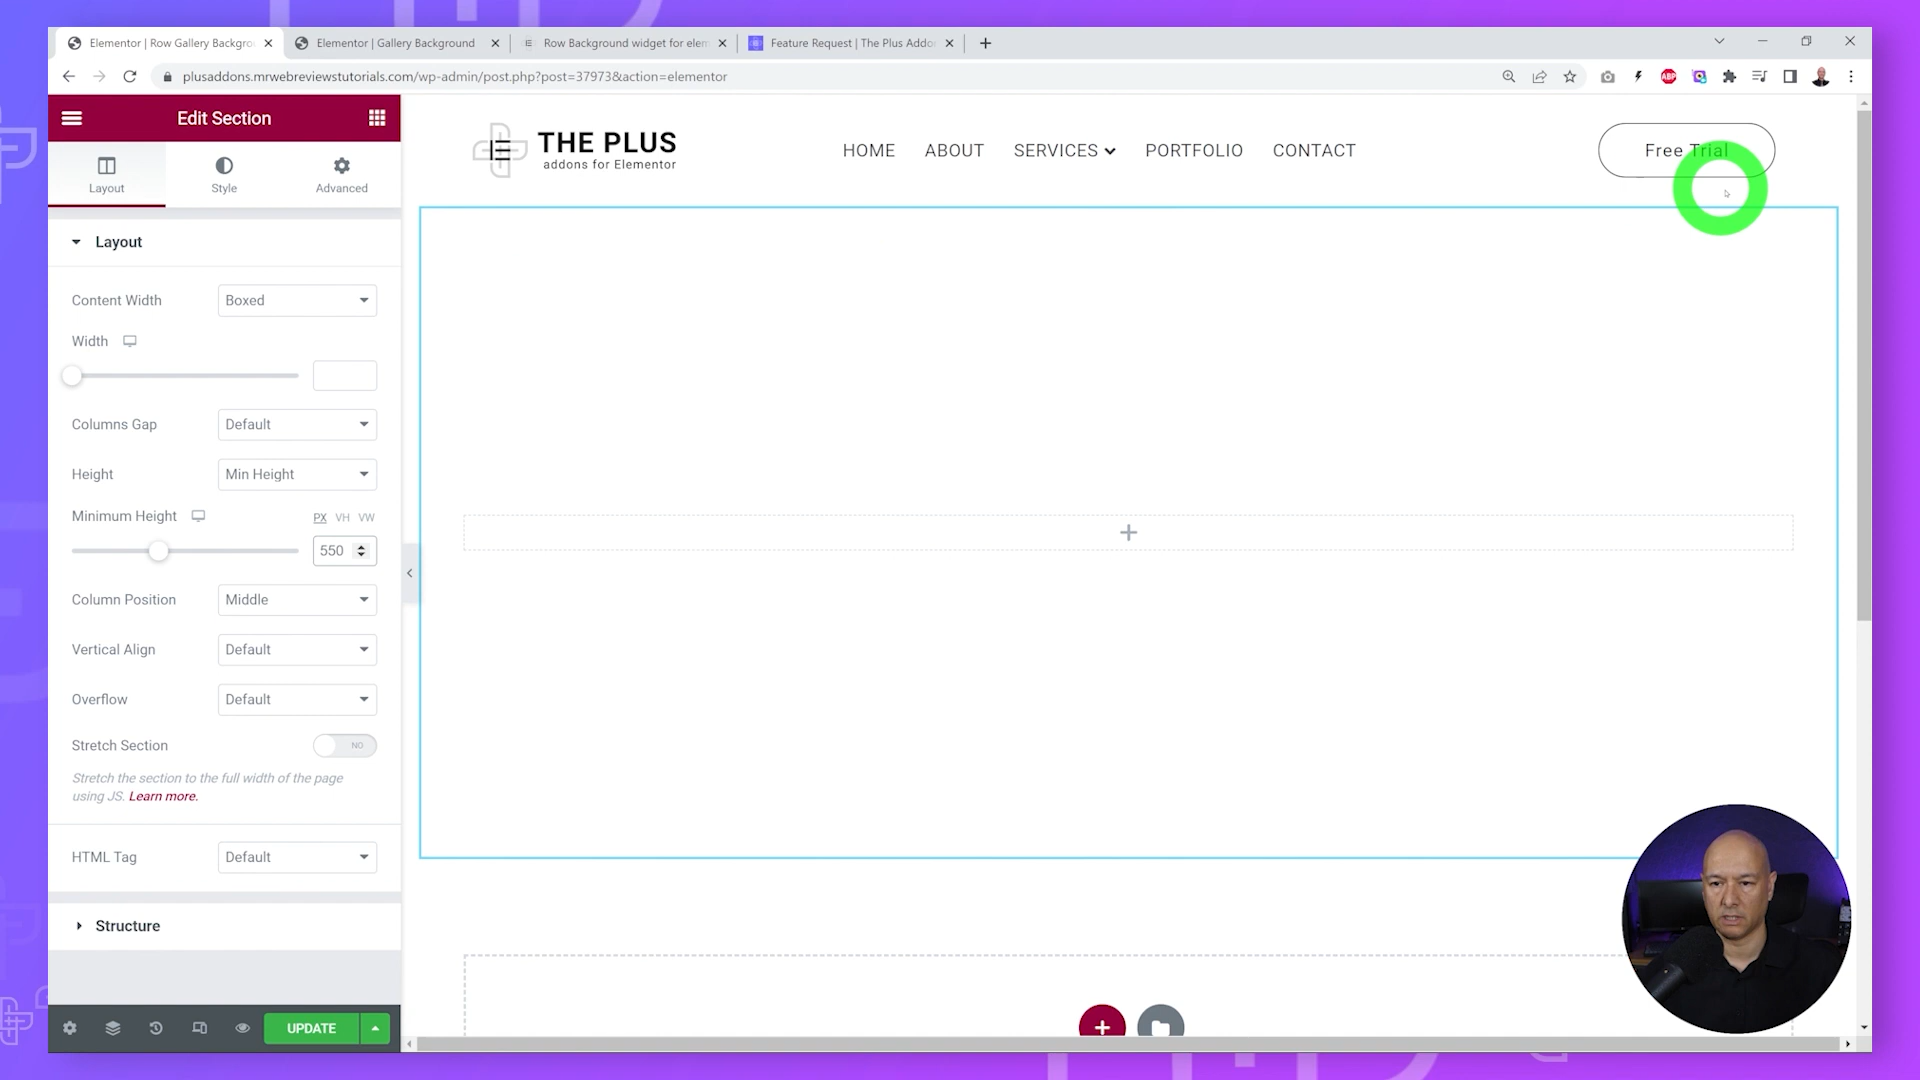 Elementor | Row Gallery Backgro
Elementor | Gallery Background
Row Background widget for elem
Feature Request | The Plus Addo
plusaddons.mrwebreviewstutorials.com/wp-admin/post.php?post=37973&action=elementor
ABP
Edit Section
Layout
Style
Advanced
Layout
Content Width
Boxed
Width
Columns Gap
Default
Height
Min Height
Minimum Height
PX VH VW
550
Column Position
Middle
Vertical Align
Default
Overflow
Default
Stretch Section
NO
Stretch the section to the full width of the page
using JS. Learn more.
HTML Tag
Default
Structure
UPDATE
THE PLUS
addons for Elementor
HOME
ABOUT
SERVICES
PORTFOLIO
CONTACT
Free Trial